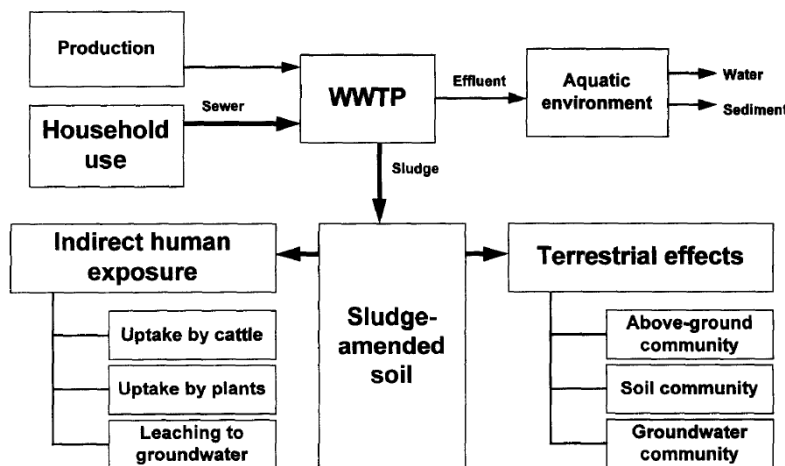 Production
Household
use
Sewer
WWTP
Effluent
Aquatic
environment
Water
Sediment
Sludge
Indirect human
exposure
Uptake by cattle
Uptake by plants
Leaching to
groundwater
Sludge-
amended
soil
Terrestrial effects
Above-ground
community
Soil community
Groundwater
community